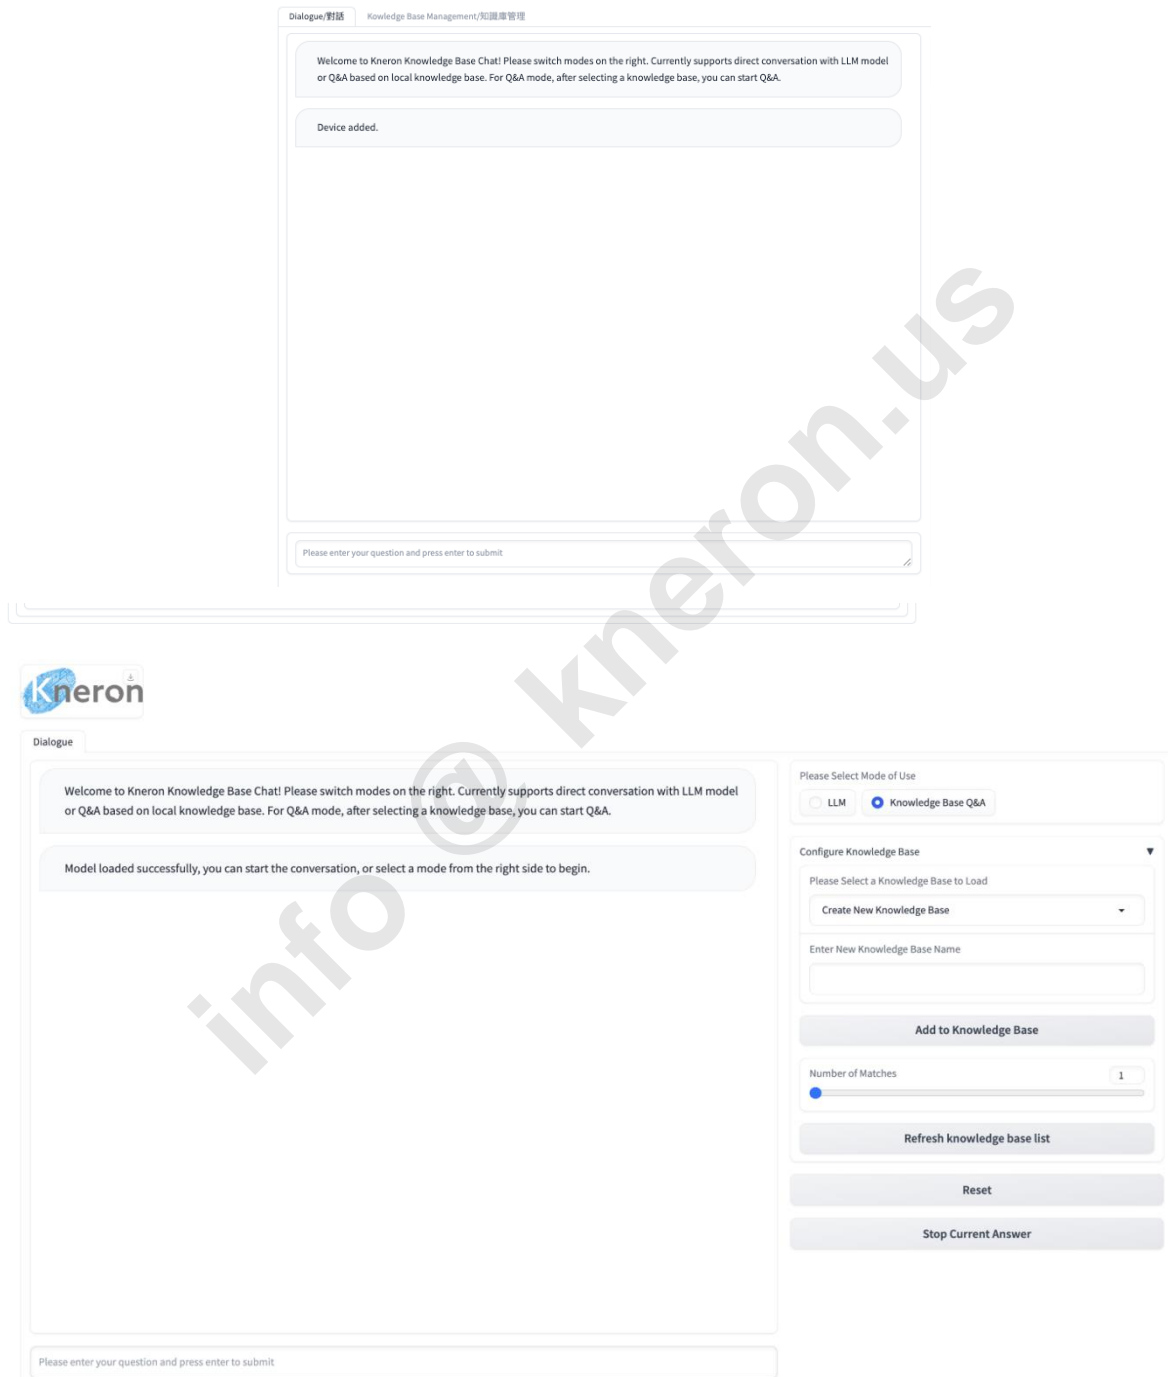 Dialogue/對話 Kowledge Base Management/知識庫管理
Welcome to Kneron Knowledge Base Chat! Please switch modes on the right. Currently supports direct conversation with LLM model
or Q&A based on local knowledge base. For Q&A mode, after selecting a knowledge base, you can start Q&A.
Device added.
Please enter your question and press enter to submit
Kneron
Dialogue
Welcome to Kneron Knowledge Base Chat! Please switch modes on the right. Currently supports direct conversation with LLM model
or Q&A based on local knowledge base. For Q&A mode, after selecting a knowledge base, you can start Q&A.
Model loaded successfully, you can start the conversation, or select a mode from the right side to begin.
Please enter your question and press enter to submit
Please Select Mode of Use
LLM Knowledge Base Q&A
Configure Knowledge Base
Please Select a Knowledge Base to Load
Create New Knowledge Base
Enter New Knowledge Base Name
Add to Knowledge Base
Number of Matches 1
Refresh knowledge base list
Reset
Stop Current Answer
info @ kneron.us